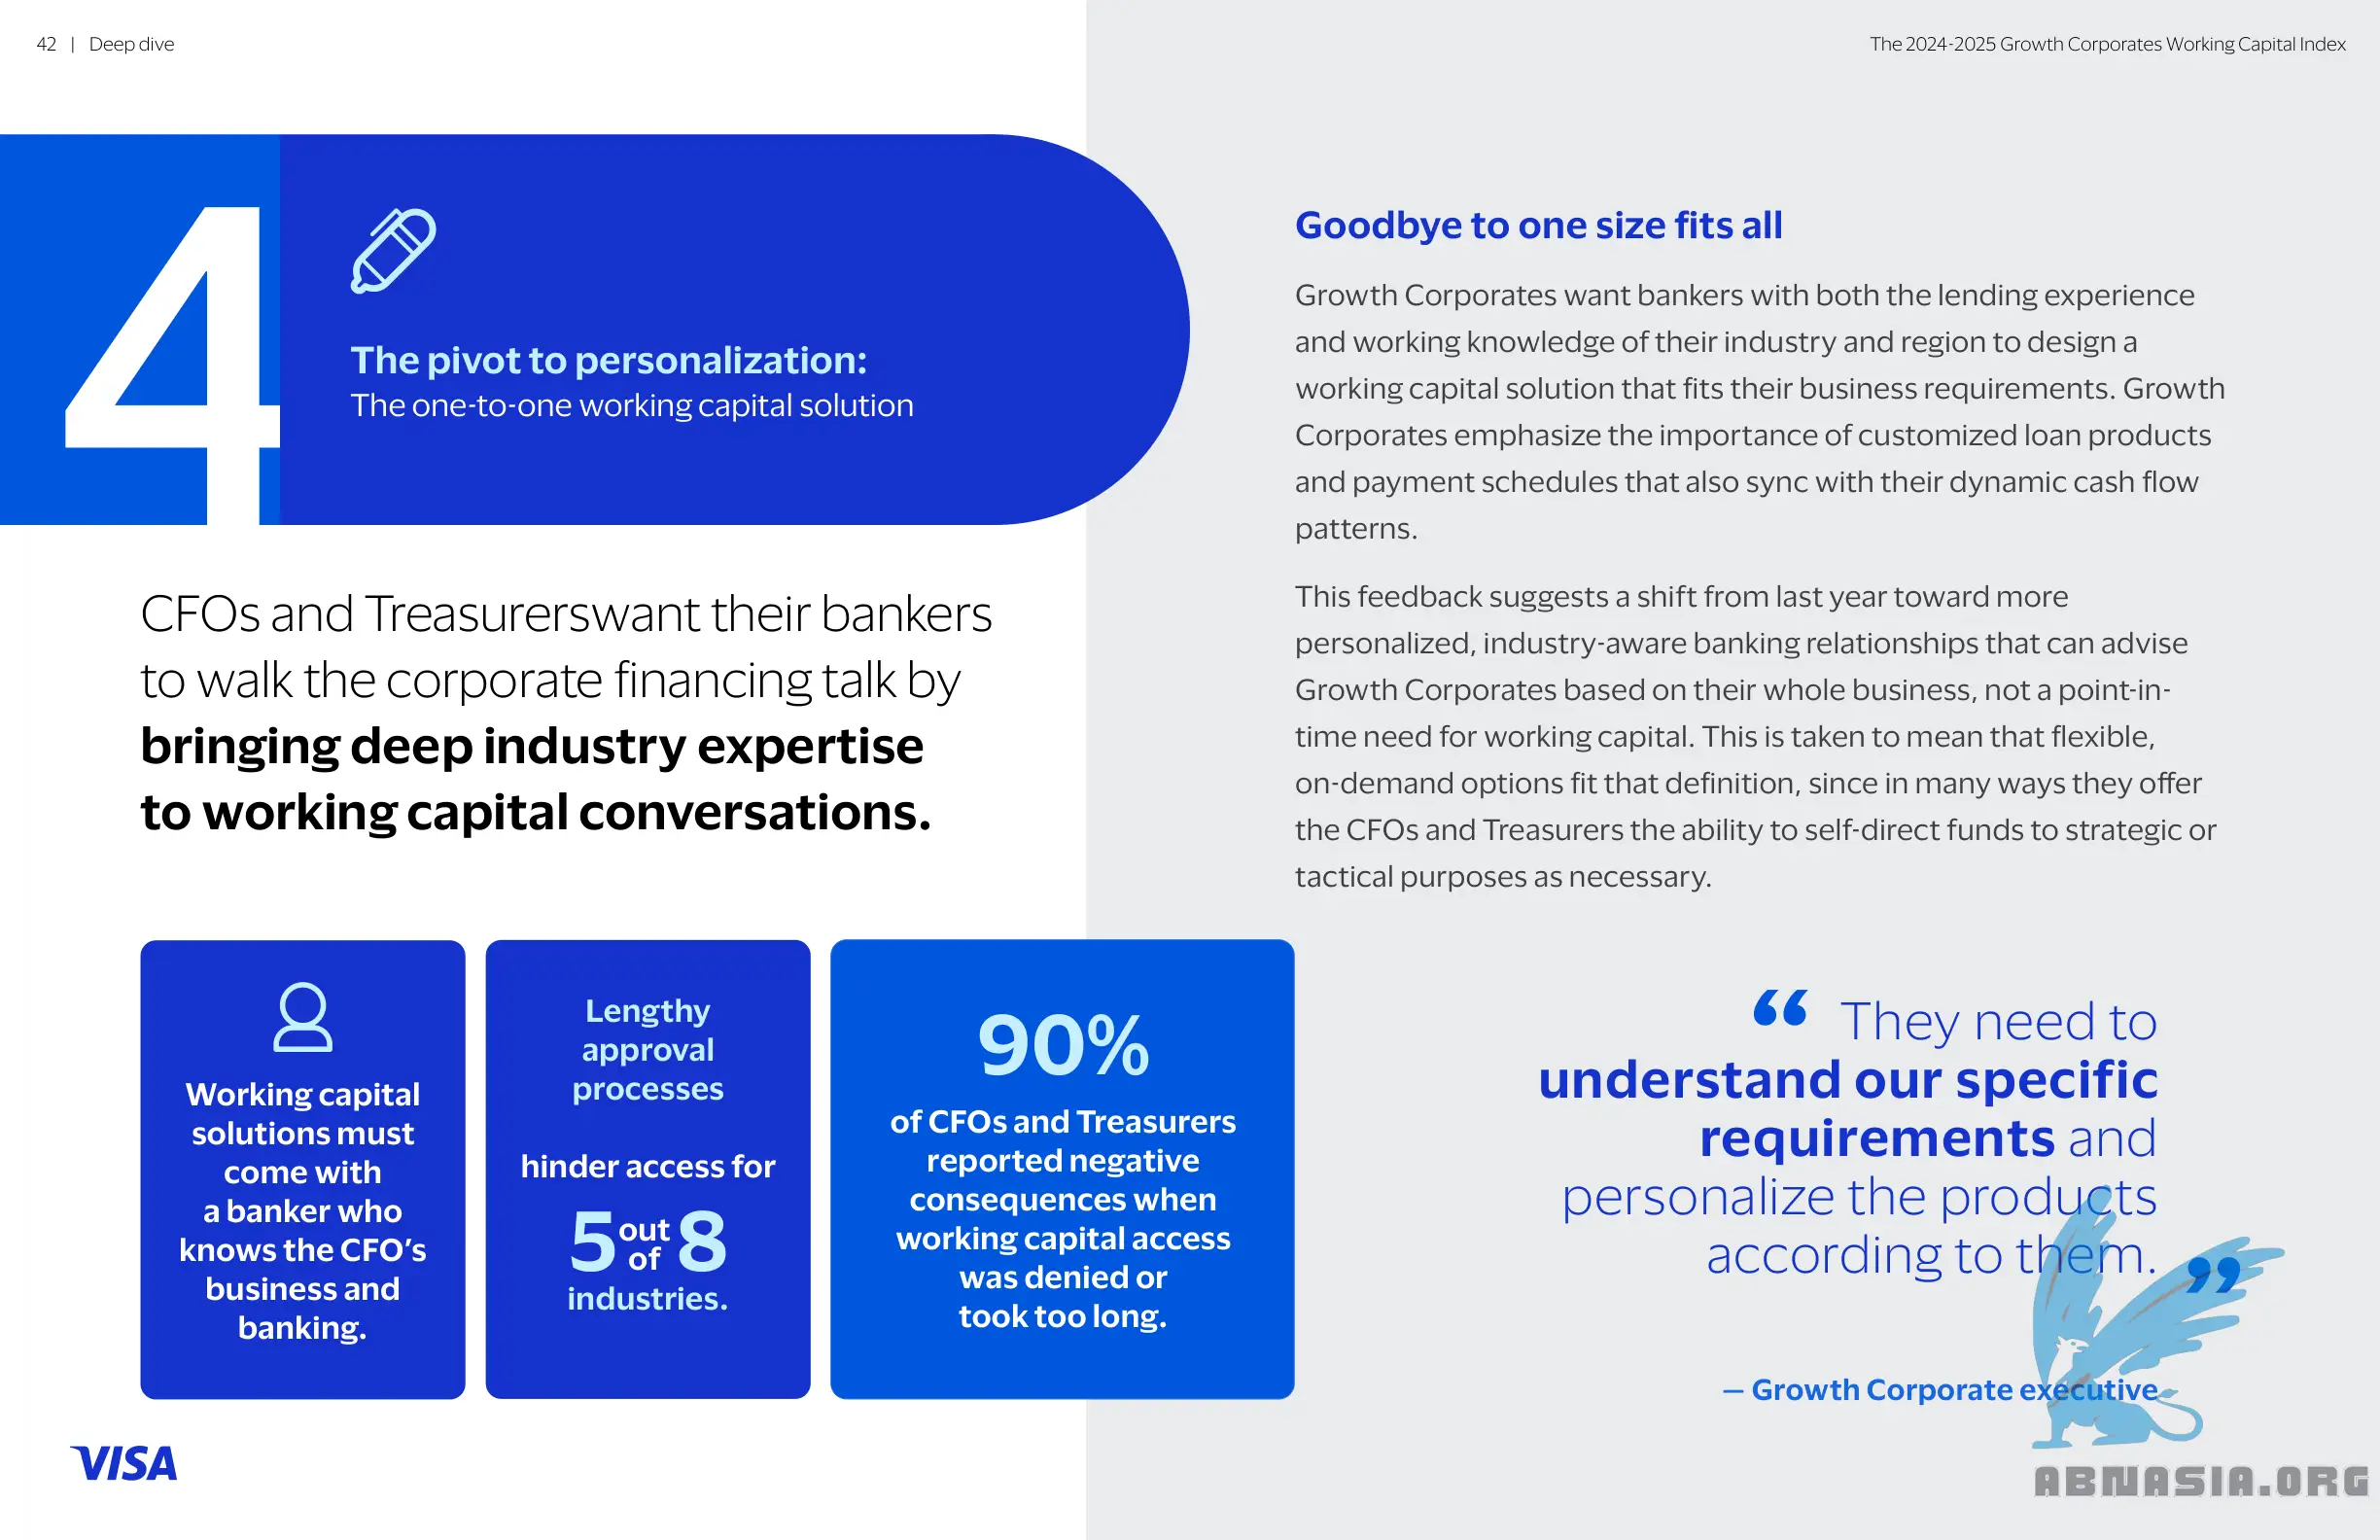 42 | Deep dive
The 2024-2025 Growth Corporates Working Capital Index
4
The pivot to personalization:
The one-to-one working capital solution
CFOs and Treasurerswant their bankers
to walk the corporate financing talk by
bringing deep industry expertise
to working capital conversations.
Working capital
solutions must
come with
a banker who
knows the CFO’s
business and
banking.
Lengthy
approval
processes
hinder access for
5 out of 8
industries.
90%
of CFOs and Treasurers
reported negative
consequences when
working capital access
was denied or
took too long.
Goodbye to one size fits all
Growth Corporates want bankers with both the lending experience
and working knowledge of their industry and region to design a
working capital solution that fits their business requirements. Growth
Corporates emphasize the importance of customized loan products
and payment schedules that also sync with their dynamic cash flow
patterns.
This feedback suggests a shift from last year toward more
personalized, industry-aware banking relationships that can advise
Growth Corporates based on their whole business, not a point-in-
time need for working capital. This is taken to mean that flexible,
on-demand options fit that definition, since in many ways they offer
the CFOs and Treasurers the ability to self-direct funds to strategic or
tactical purposes as necessary.
“ They need to
understand our specific
requirements and
personalize the products
according to them. ”
— Growth Corporate executive
VISA
ABNASIA.ORG